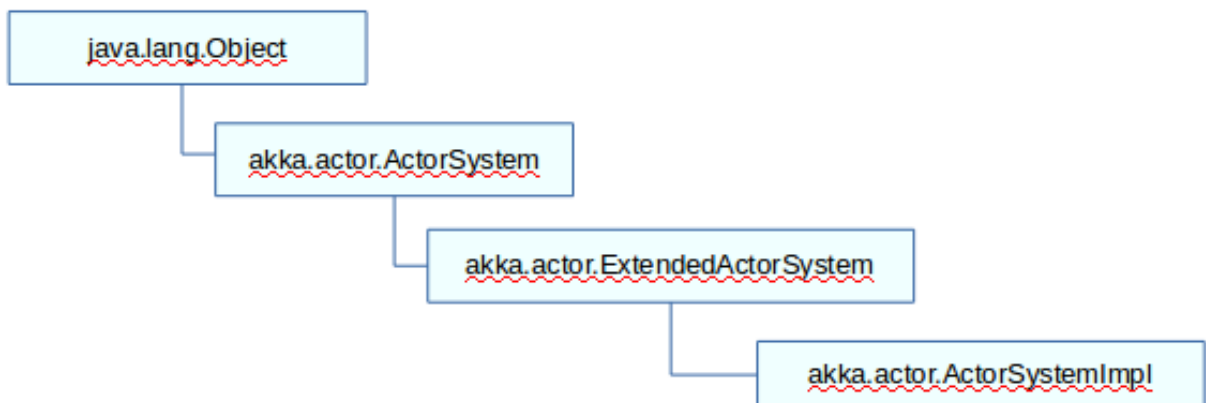 java.lang.Object
akka.actor.ActorSystem
akka.actor.ExtendedActorSystem
akka.actor.ActorSystemImpl